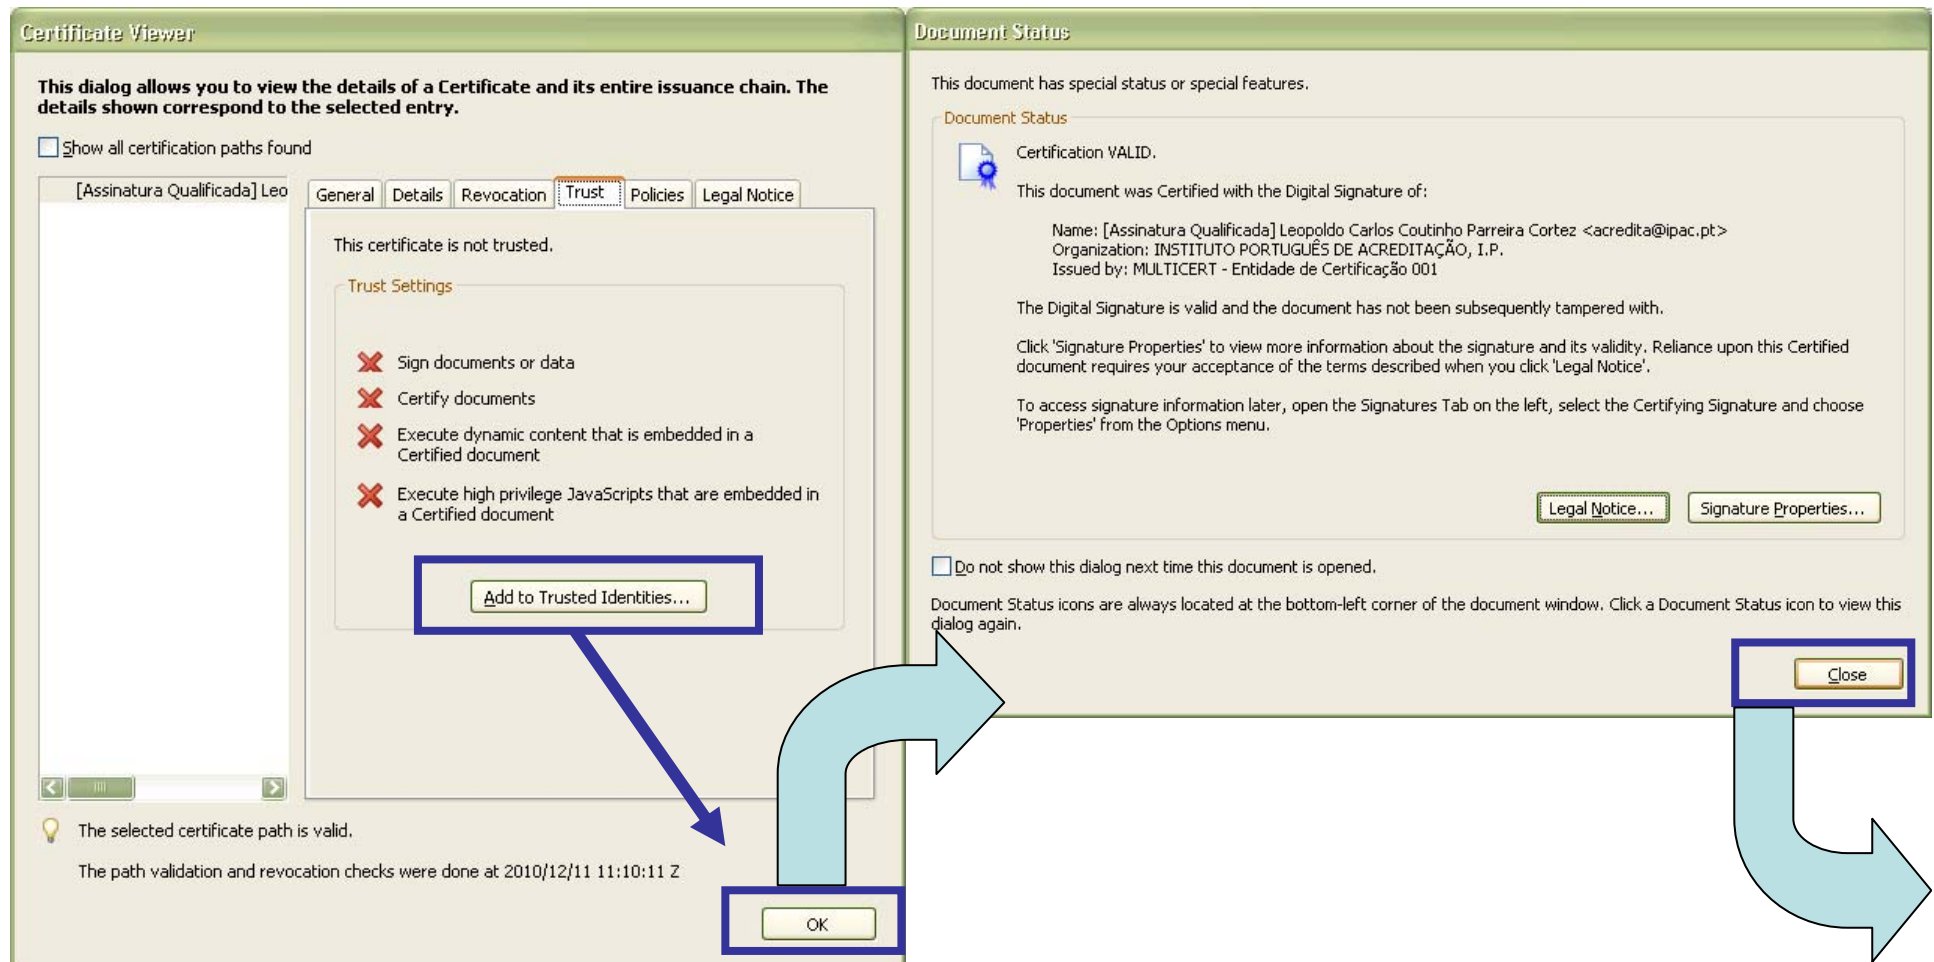 Certificate Viewer
This dialog allows you to view the details of a Certificate and its entire issuance chain. The
details shown correspond to the selected entry.
Show all certification paths found
[Assinatura Qualificada] Leo
General Details Revocation Trust Policies Legal Notice
This certificate is not trusted.
Trust Settings
Sign documents or data
Certify documents
Execute dynamic content that is embedded in a
Certified document
Execute high privilege JavaScripts that are embedded in
a Certified document
Add to Trusted Identities...
The selected certificate path is valid.
The path validation and revocation checks were done at 2010/12/11 11:10:11 Z
OK
Document Status
This document has special status or special features.
Document Status
Certification VALID.
This document was Certified with the Digital Signature of:
Name: [Assinatura Qualificada] Leopoldo Carlos Coutinho Parreira Cortez <acredita@ipac.pt>
Organization: INSTITUTO PORTUGUÊS DE ACREDITAÇÃO, I.P.
Issued by: MULTICERT - Entidade de Certificação 001
The Digital Signature is valid and the document has not been subsequently tampered with.
Click 'Signature Properties' to view more information about the signature and its validity. Reliance upon this Certified
document requires your acceptance of the terms described when you click 'Legal Notice'.
To access signature information later, open the Signatures Tab on the left, select the Certifying Signature and choose
'Properties' from the Options menu.
Legal Notice... Signature Properties...
Do not show this dialog next time this document is opened.
Document Status icons are always located at the bottom-left corner of the document window. Click a Document Status icon to view this
dialog again.
Close